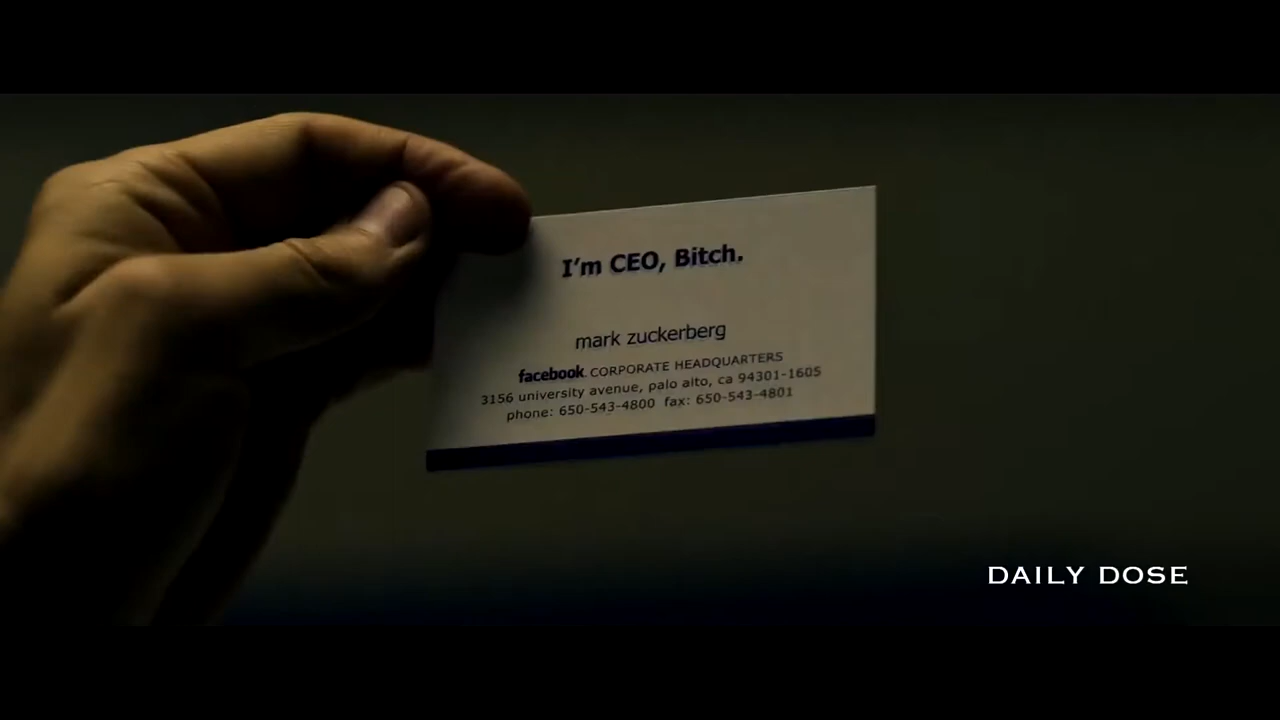 I'm CEO, Bitch.
mark zuckerberg
facebook. CORPORATE HEADQUARTERS
3156 university avenue, palo alto, ca 94301-1605
phone: 650-543-4800 fax: 650-543-4801
DAILY DOSE